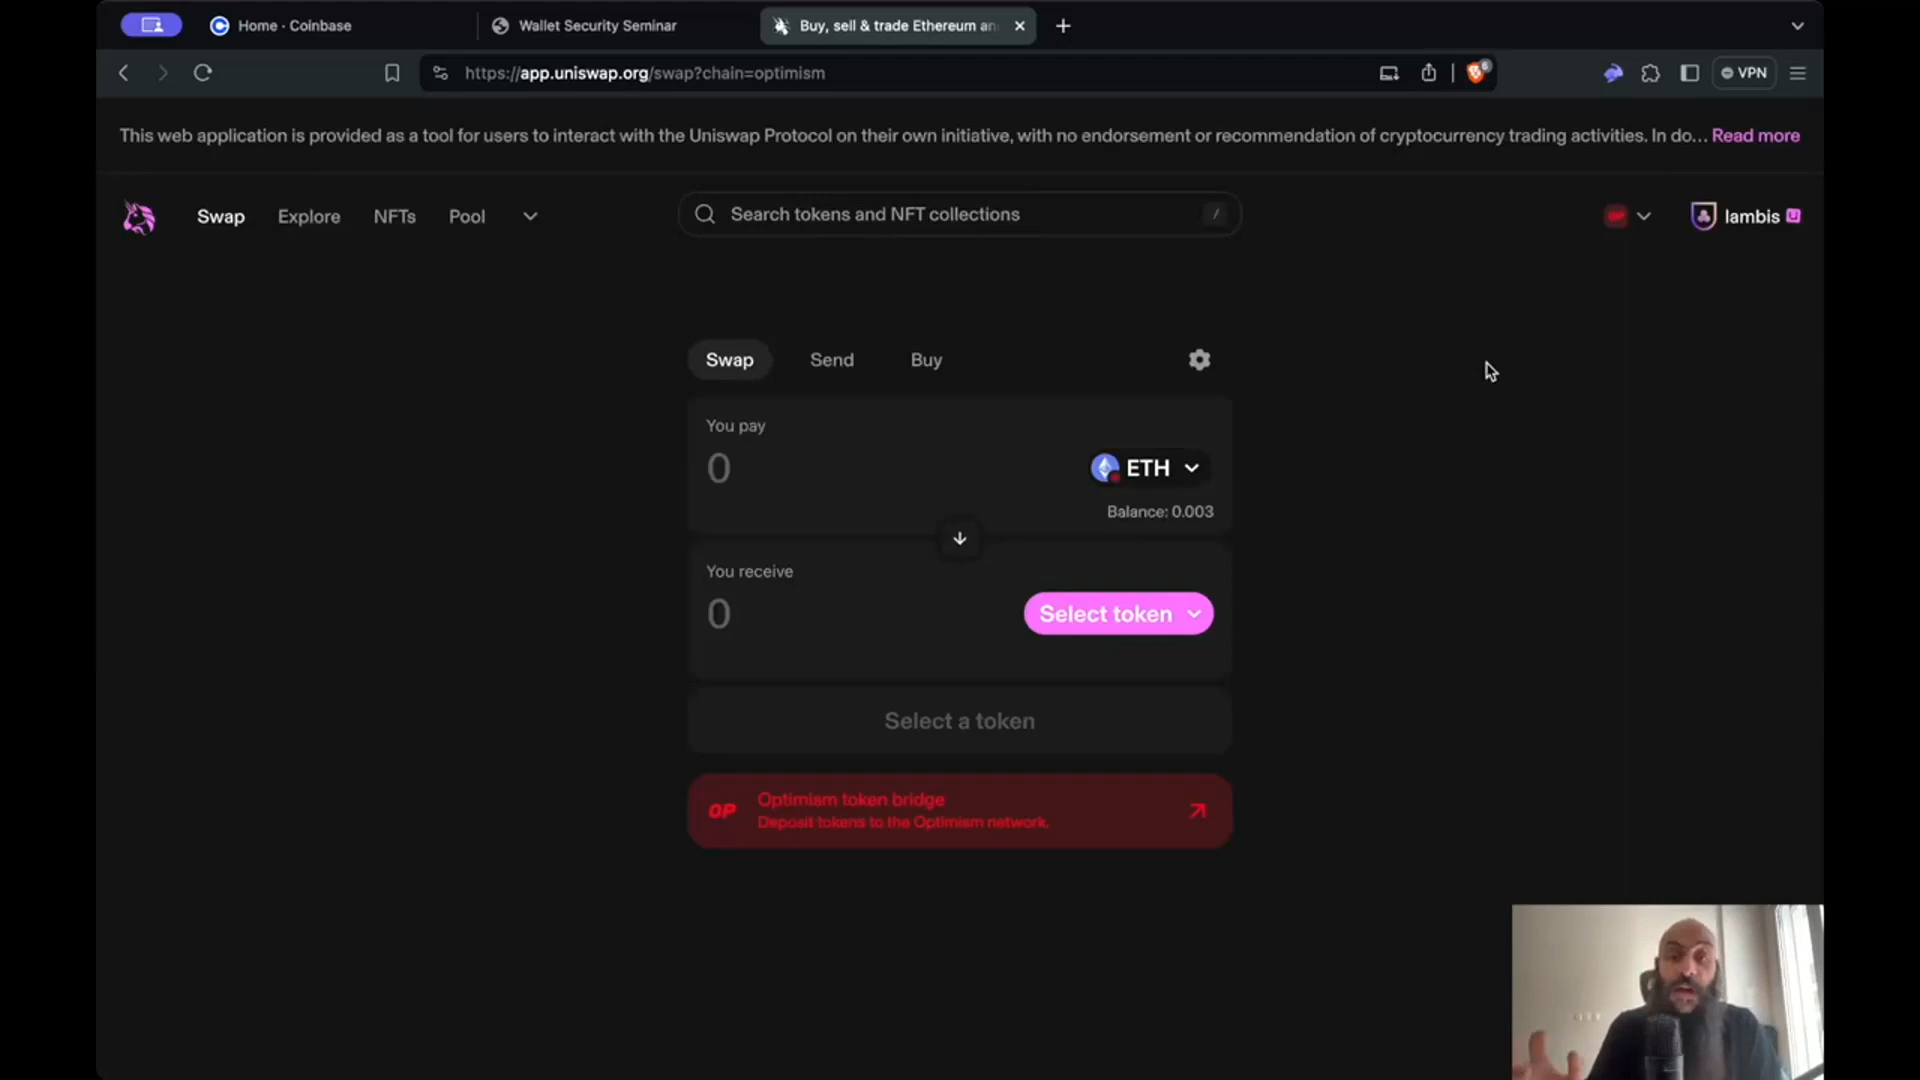 Home - Coinbase
Wallet Security Seminar
Buy, sell & trade Ethereum an
https://app.uniswap.org/swap?chain=optimism
6
VPN
This web application is provided as a tool for users to interact with the Uniswap Protocol on their own initiative, with no endorsement or recommendation of cryptocurrency trading activities. In do... Read more
Swap Explore NFTs Pool
Search tokens and NFT collections /
OP
lambis
Swap Send Buy
You pay
0 ETH
Balance: 0.003
You receive
0 Select token
Select a token
OP Optimism token bridge
Deposit tokens to the Optimism network.